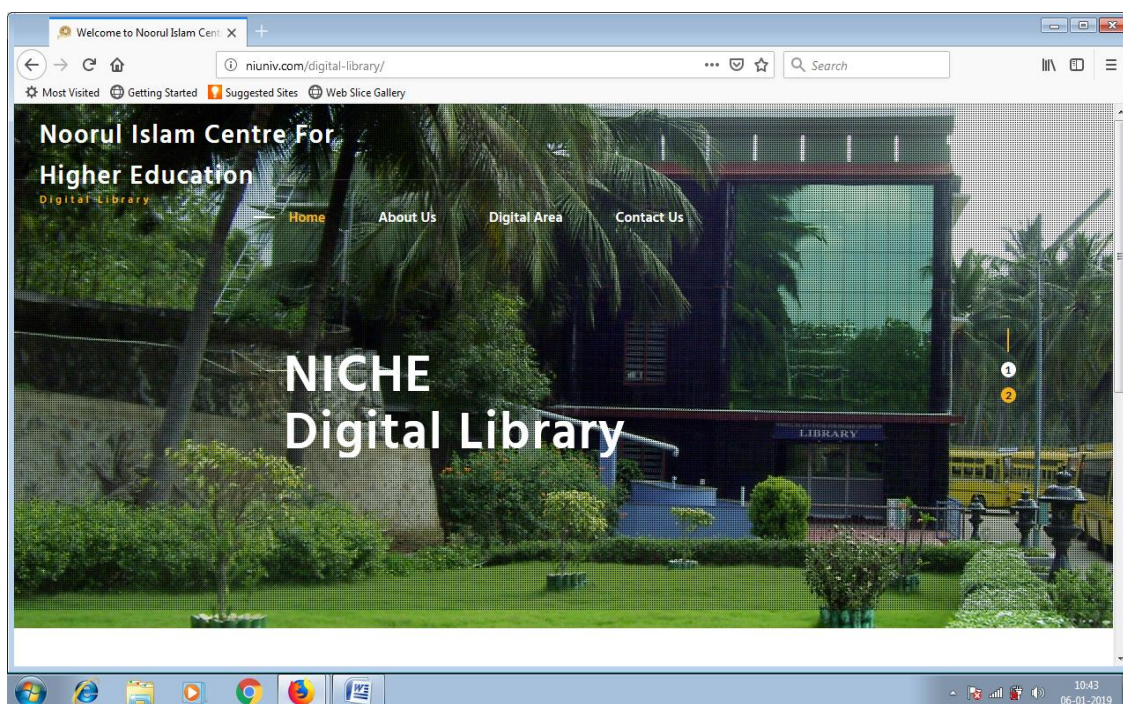 Welcome to Noorul Islam Cent
niuniv.com/digital-library/
Search
Most Visited Getting Started Suggested Sites Web Slice Gallery
Noorul Islam Centre For
Higher Education
Digital Library
Home About Us Digital Area Contact Us
1
2
NICHE
Digital Library
LIBRARY
10:43
06-01-2019